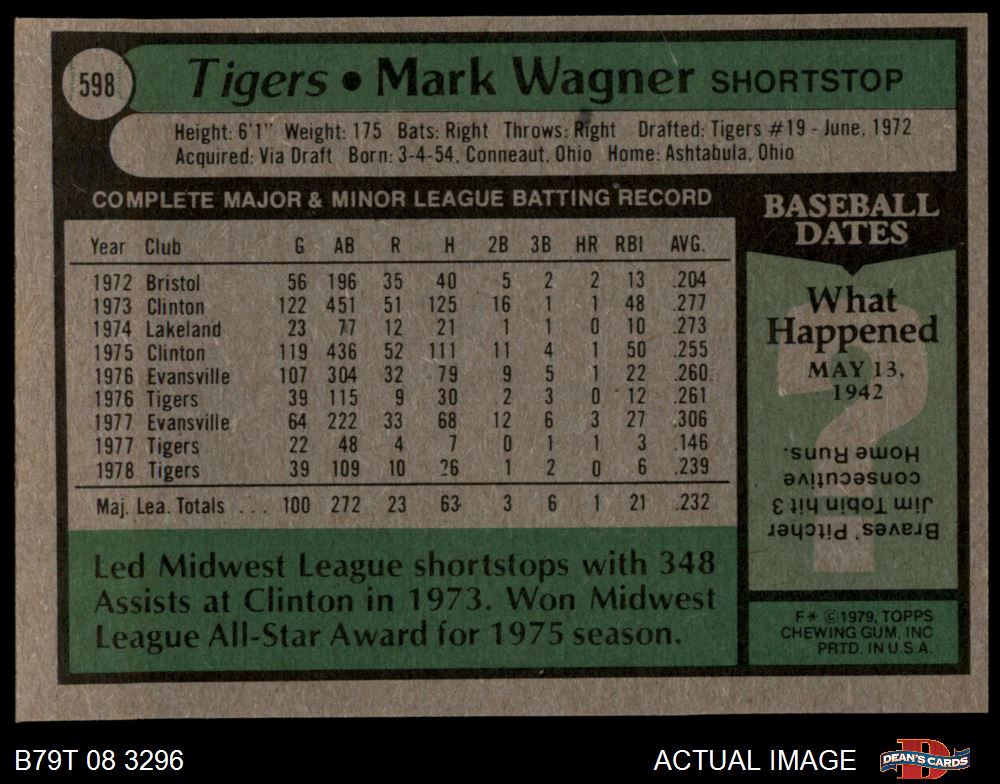 598 Tigers • Mark Wagner SHORTSTOP
Height: 6'1" Weight: 175 Bats: Right Throws: Right Drafted: Tigers #19 - June, 1972
Acquired: Via Draft Born: 3-4-54, Conneaut, Ohio Home: Ashtabula, Ohio
COMPLETE MAJOR & MINOR LEAGUE BATTING RECORD
Year Club G AB R H 2B 3B HR RBI AVG.
1972 Bristol 56 196 35 40 5 2 2 13 .204
1973 Clinton 122 451 51 125 16 1 1 48 .277
1974 Lakeland 23 77 12 21 1 1 0 10 .273
1975 Clinton 119 436 52 111 11 4 1 50 .255
1976 Evansville 107 304 32 79 9 5 1 22 .260
1976 Tigers 39 115 9 30 2 3 0 12 .261
1977 Evansville 64 222 33 68 12 6 3 27 .306
1977 Tigers 22 48 4 7 0 1 1 3 .146
1978 Tigers 39 109 10 26 1 2 0 6 .239
Maj. Lea. Totals ... 100 272 23 63 3 6 1 21 .232
Led Midwest League shortstops with 348
Assists at Clinton in 1973. Won Midwest
League All-Star Award for 1975 season.
BASEBALL
DATES
What
Happened
MAY 13,
1942
?
Braves' Pitcher
Jim Tobin hit 3
consecutive
Home Runs.
F* ©1979, TOPPS
CHEWING GUM, INC
PRTD. IN U.S.A.
B79T 08 3296
ACTUAL IMAGE
D
DEAN'S CARDS